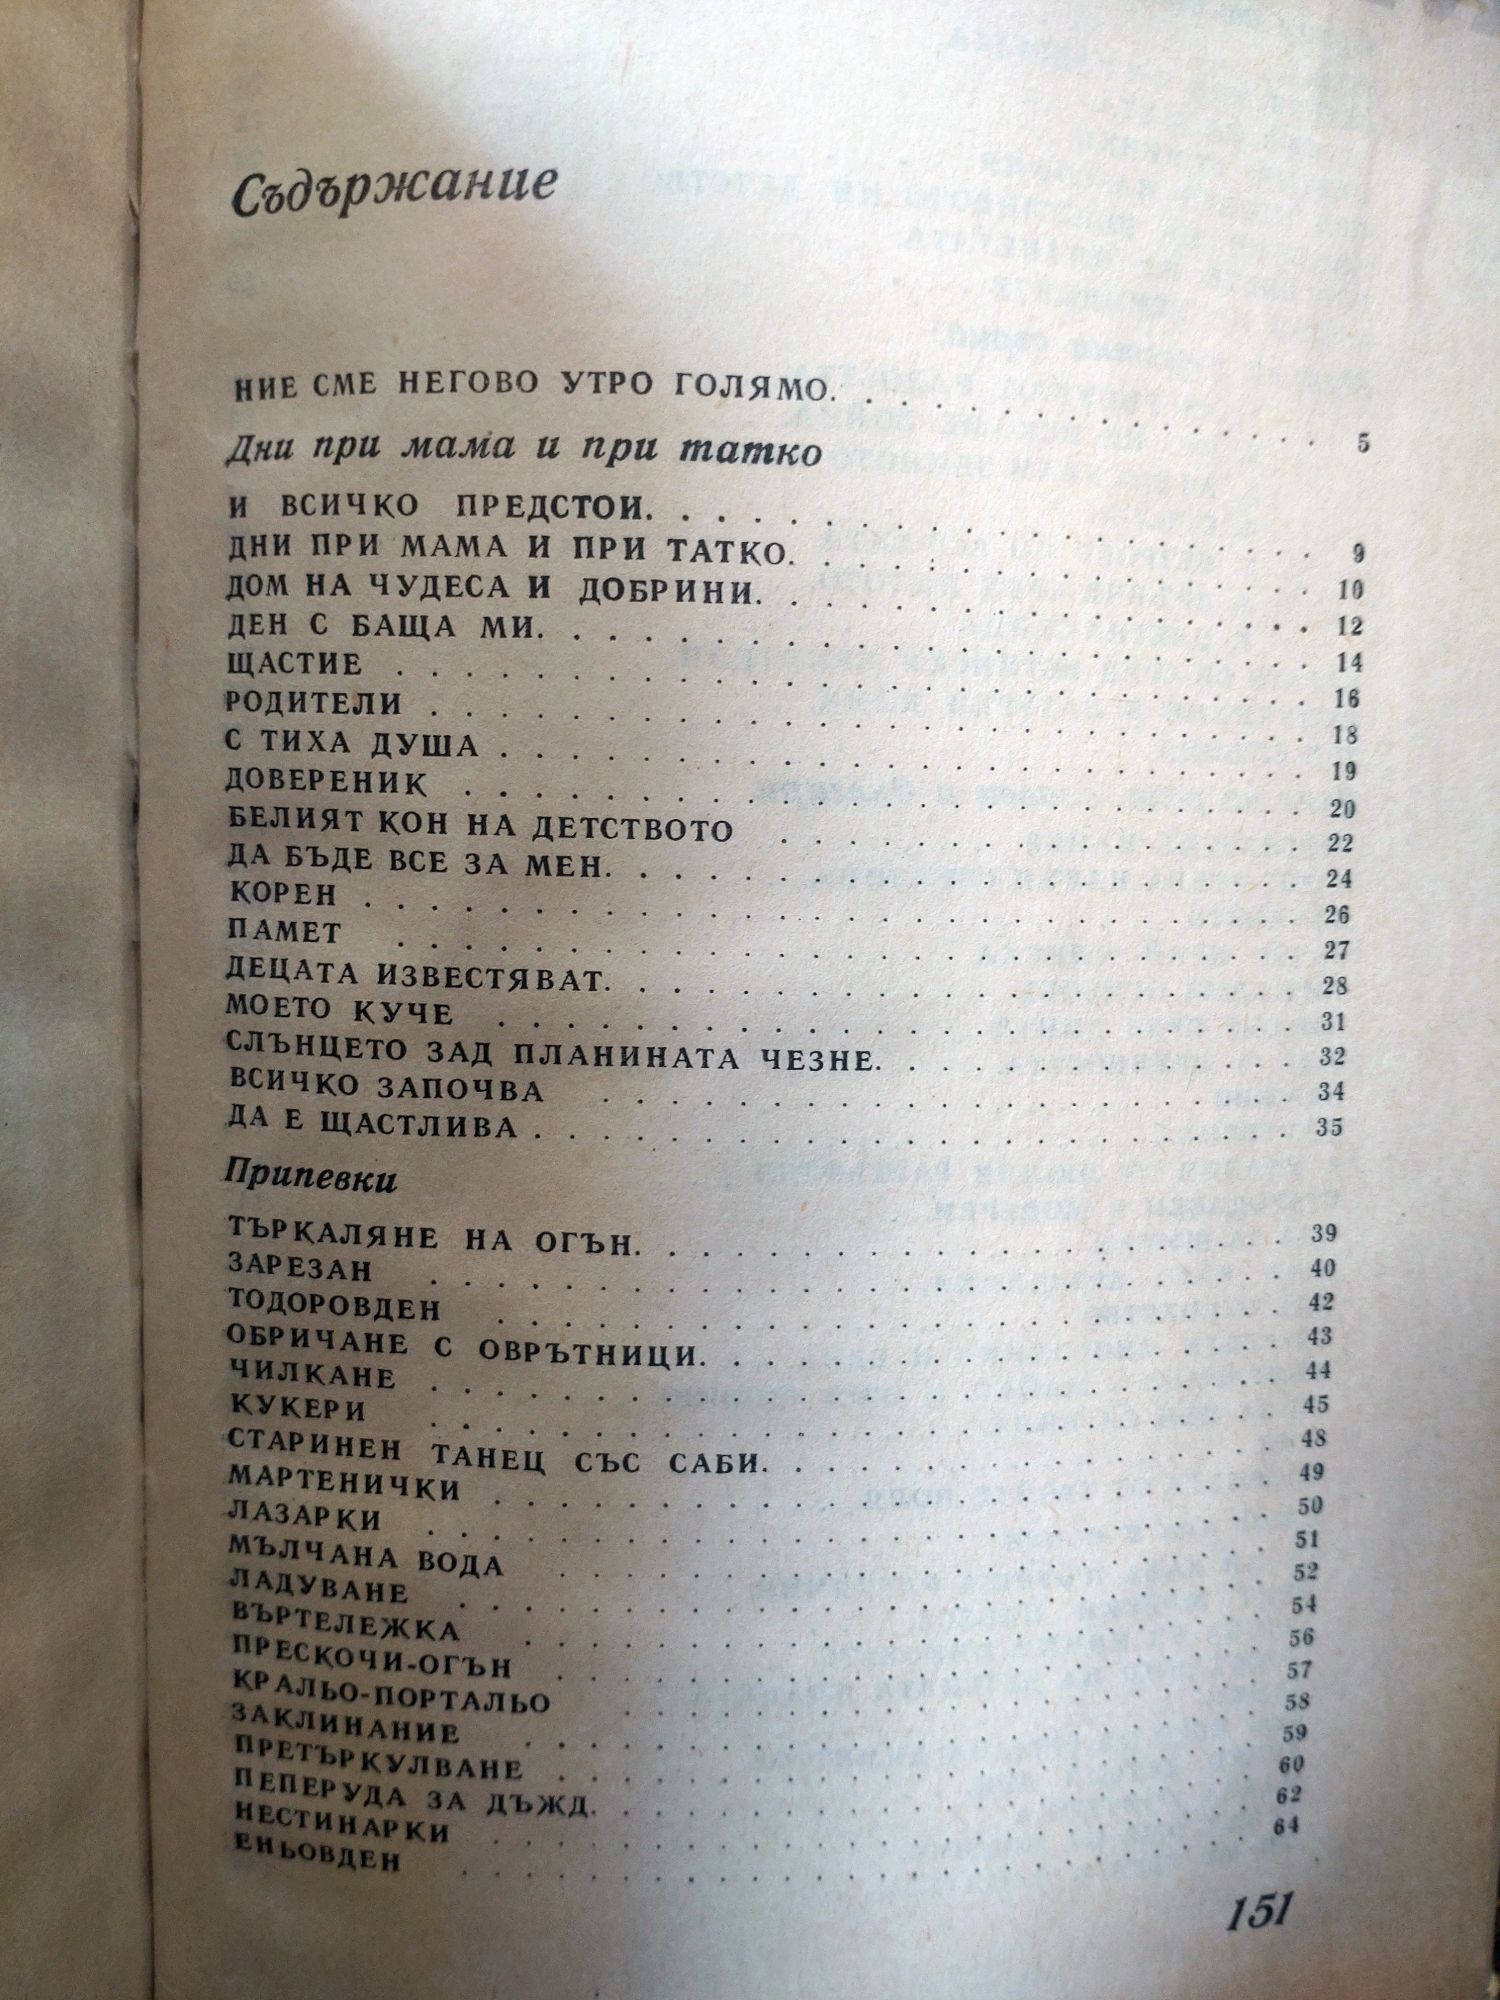 Съдържание
НИЕ СМЕ НЕГОВО УТРО ГОЛЯМО. . . . . . . . . . . 5
Дни при мама и при татко
И ВСИЧКО ПРЕДСТОИ. . . . . . . . . . . 9
ДНИ ПРИ МАМА И ПРИ ТАТКО. . . . . . . . . . . 10
ДОМ НА ЧУДЕСА И ДОБРИНИ. . . . . . . . . . . 12
ДЕН С БАЩА МИ. . . . . . . . . . . 14
ЩАСТИЕ . . . . . . . . . . . 16
РОДИТЕЛИ . . . . . . . . . . . 18
С ТИХА ДУША . . . . . . . . . . . 19
ДОВЕРЕНИК . . . . . . . . . . . 20
БЕЛИЯТ КОН НА ДЕТСТВОТО . . . . . . . . . . . 22
ДА БЪДЕ ВСЕ ЗА МЕН. . . . . . . . . . . 24
КОРЕН . . . . . . . . . . . 26
ПАМЕТ . . . . . . . . . . . 27
ДЕЦАТА ИЗВЕСТЯВАТ. . . . . . . . . . . 28
МОЕТО КУЧЕ . . . . . . . . . . . 31
СЛЪНЦЕТО ЗАД ПЛАНИНАТА ЧЕЗНЕ. . . . . . . . . . . 32
ВСИЧКО ЗАПОЧВА . . . . . . . . . . . 34
ДА Е ЩАСТЛИВА . . . . . . . . . . . 35
Припевки
ТЪРКАЛЯНЕ НА ОГЪН. . . . . . . . . . . 39
ЗАРЕЗАН . . . . . . . . . . . 40
ТОДОРОВДЕН . . . . . . . . . . . 42
ОБРИЧАНЕ С ОВРЪТНИЦИ. . . . . . . . . . . 43
ЧИЛКАНЕ . . . . . . . . . . . 44
КУКЕРИ . . . . . . . . . . . 45
СТАРИНЕН ТАНЕЦ СЪС САБИ. . . . . . . . . . . 48
МАРТЕНИЧКИ . . . . . . . . . . . 49
ЛАЗАРКИ . . . . . . . . . . . 50
МЪЛЧАНА ВОДА . . . . . . . . . . . 51
ЛАДУВАНЕ . . . . . . . . . . . 52
ВЪРТЕЛЕЖКА . . . . . . . . . . . 54
ПРЕСКОЧИ-ОГЪН . . . . . . . . . . . 56
КРАЛЬО-ПОРТАЛЬО . . . . . . . . . . . 57
ЗАКЛИНАНИЕ . . . . . . . . . . . 58
ПРЕТЪРКУЛВАНЕ . . . . . . . . . . . 59
ПЕПЕРУДА ЗА ДЪЖД. . . . . . . . . . . 60
НЕСТИНАРКИ . . . . . . . . . . . 62
ЕНЬОВДЕН . . . . . . . . . . . 64
151